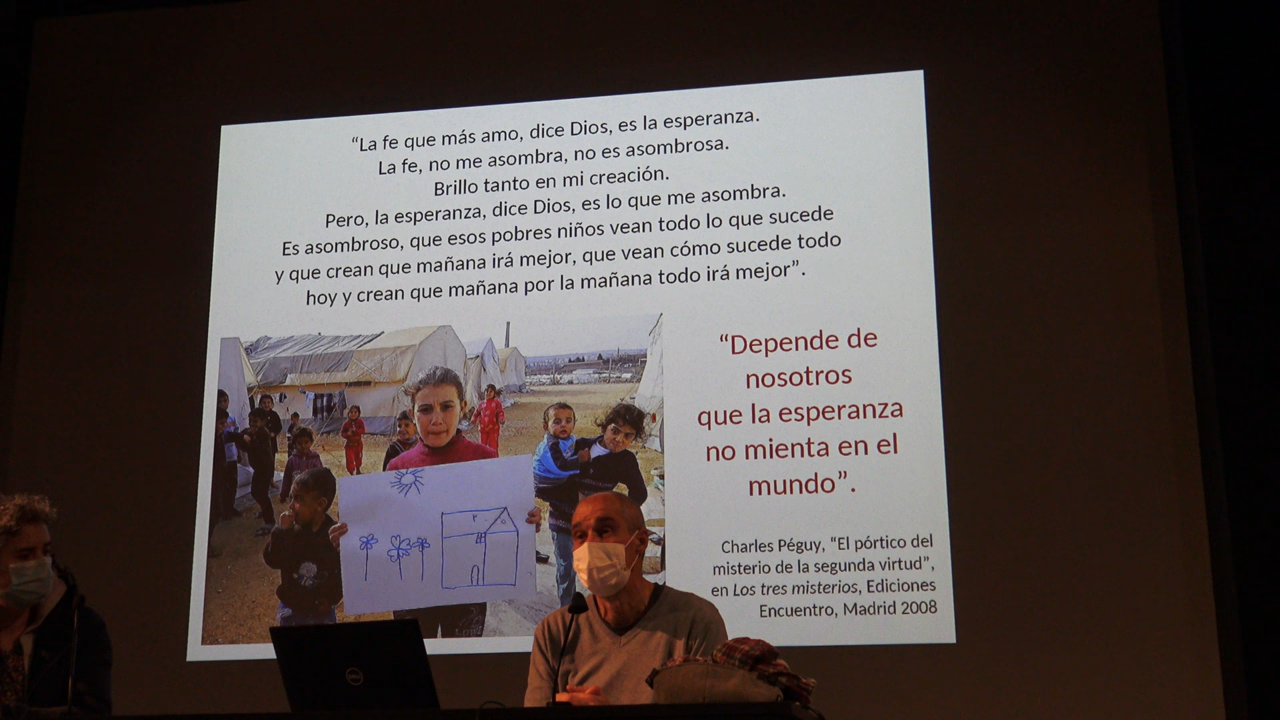 “La fe que más amo, dice Dios, es la esperanza.
La fe, no me asombra, no es asombrosa.
Brillo tanto en mi creación.
Pero, la esperanza, dice Dios, es lo que me asombra.
Es asombroso, que esos pobres niños vean todo lo que sucede
y que crean que mañana irá mejor, que vean cómo sucede todo
hoy y crean que mañana por la mañana todo irá mejor”.
“Depende de
nosotros
que la esperanza
no mienta en el
mundo”.
Charles Péguy, “El pórtico del
misterio de la segunda virtud”,
en Los tres misterios, Ediciones
Encuentro, Madrid 2008
DELL